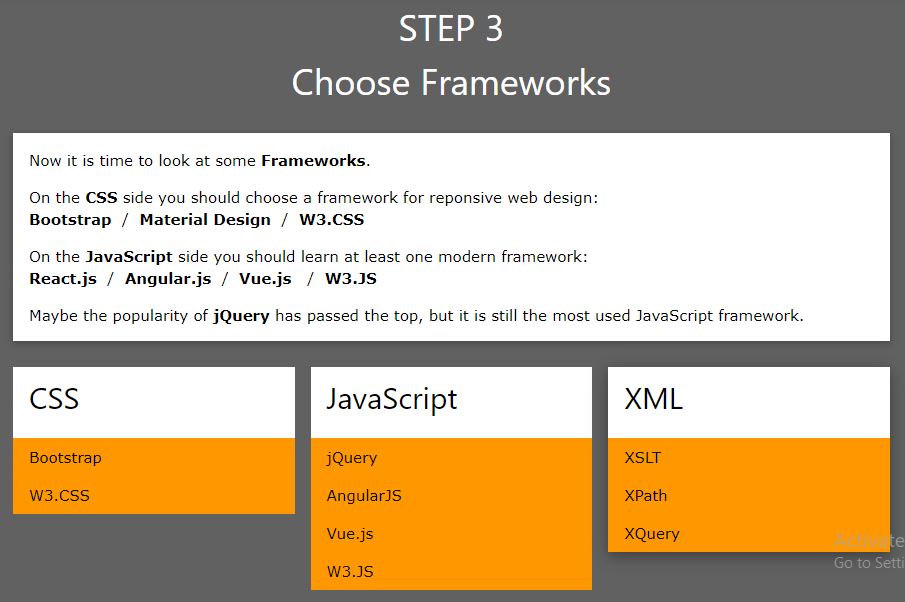 STEP 3
Choose Frameworks
Now it is time to look at some Frameworks.
On the CSS side you should choose a framework for reponsive web design:
Bootstrap / Material Design / W3.CSS
On the JavaScript side you should learn at least one modern framework:
React.js / Angular.js / Vue.js / W3.JS
Maybe the popularity of jQuery has passed the top, but it is still the most used JavaScript framework.
CSS
Bootstrap
W3.CSS
JavaScript
jQuery
AngularJS
Vue.js
W3.JS
XML
XSLT
XPath
XQuery
Activate
Go to Setti